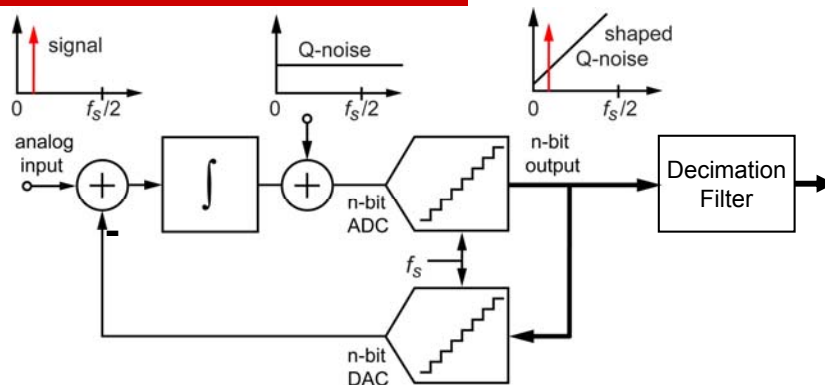 signal
0
fS/2
Q-noise
0
fS/2
shaped
Q-noise
0
fS/2
analog
input
+
-
∫
+
n-bit
ADC
n-bit
output
Decimation
Filter
fS
n-bit
DAC